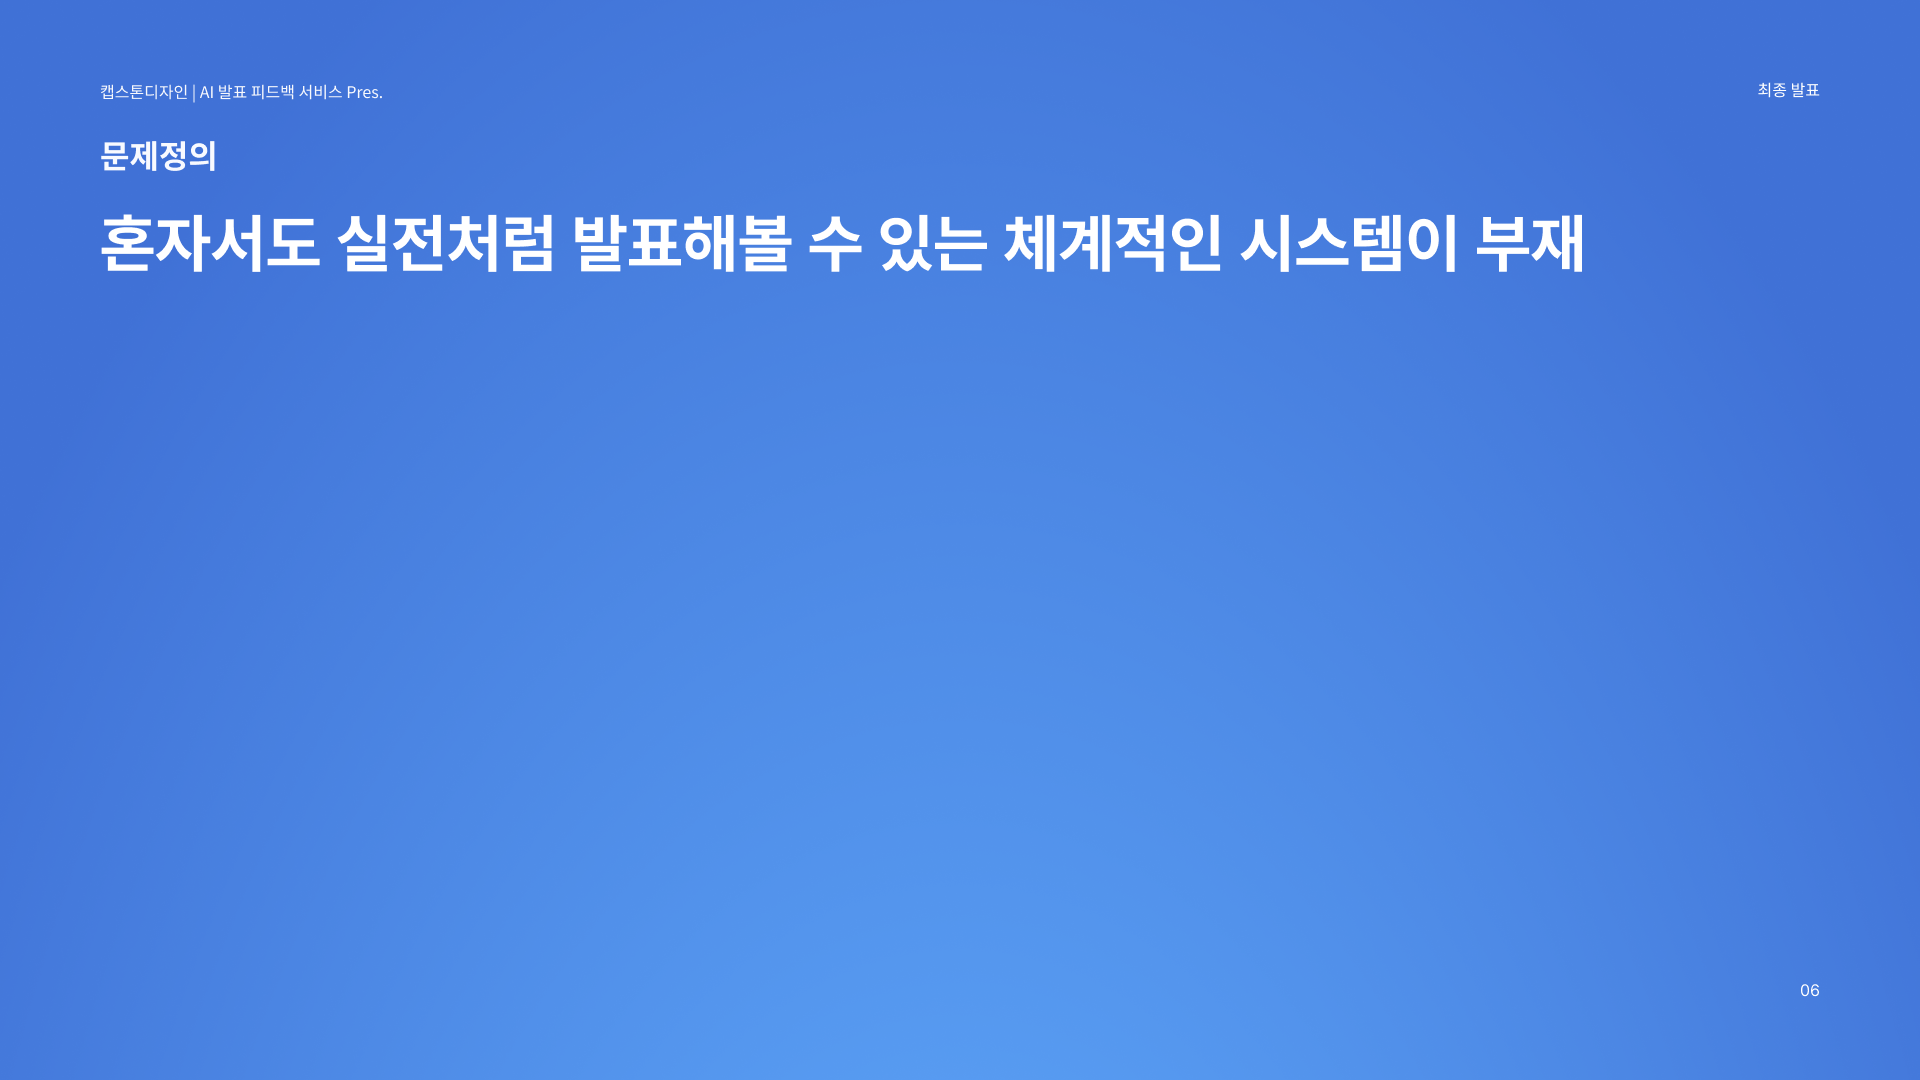 캡스톤디자인 | AI 발표 피드백 서비스 Pres.
최종 발표
문제정의
혼자서도 실전처럼 발표해볼 수 있는 체계적인 시스템이 부재
06